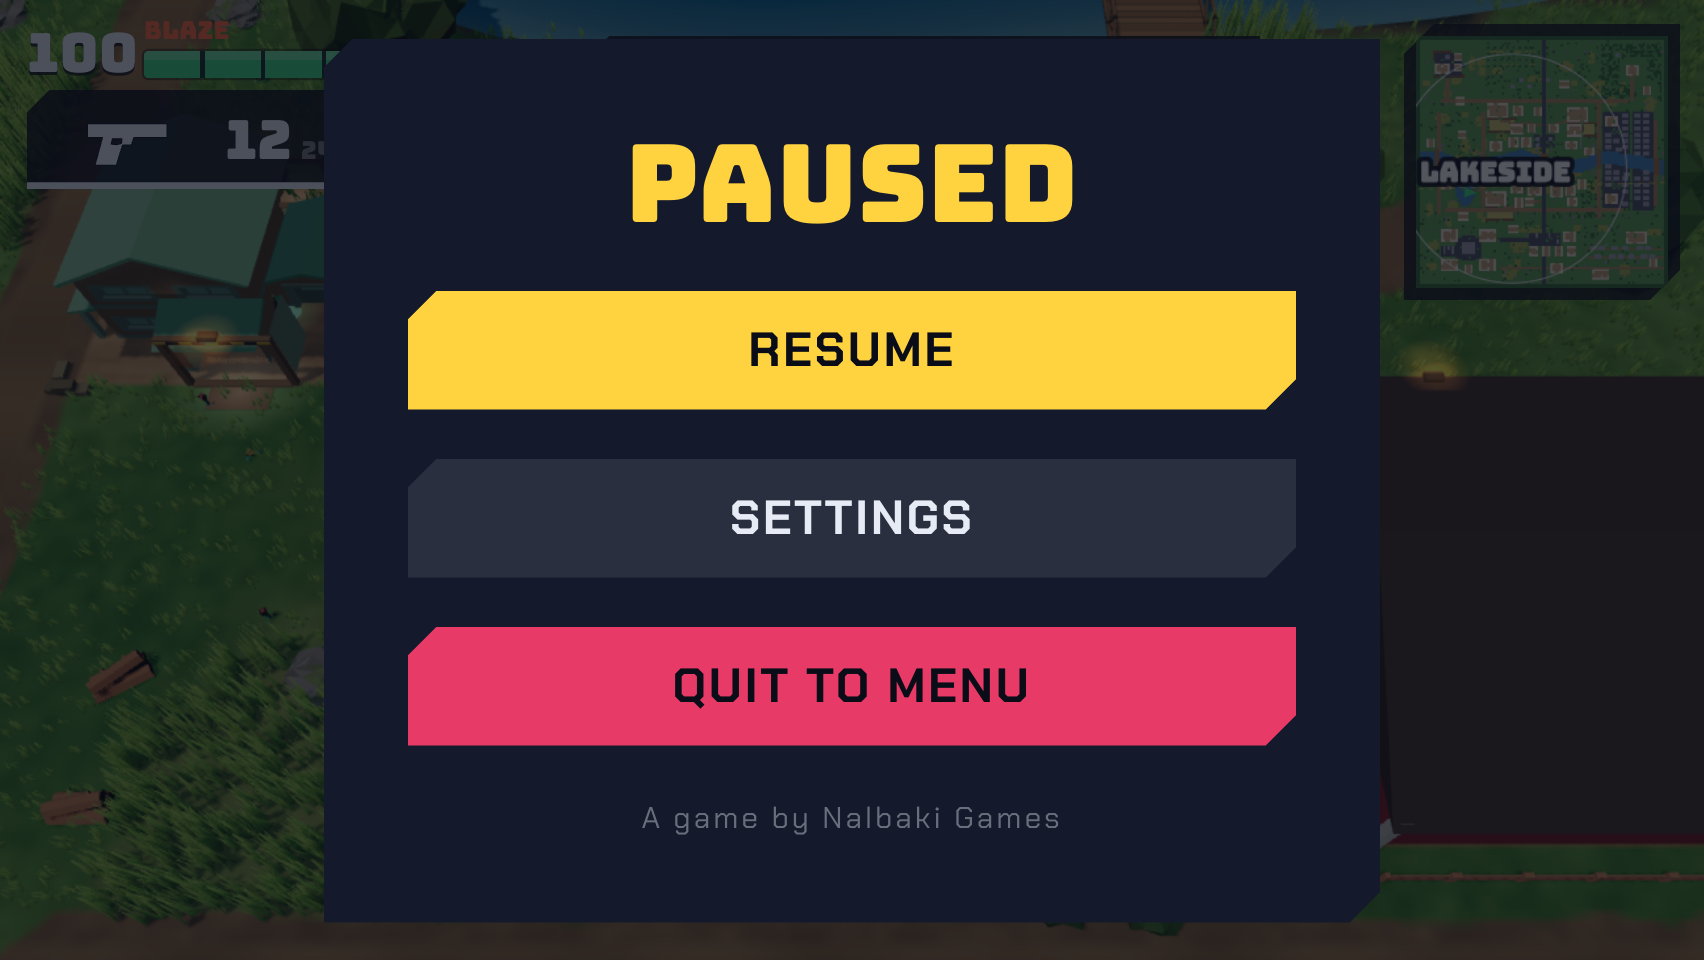 BLAZE
100
12
PAUSED
LAKESIDE
RESUME
SETTINGS
QUIT TO MENU
A game by Nalbaki Games